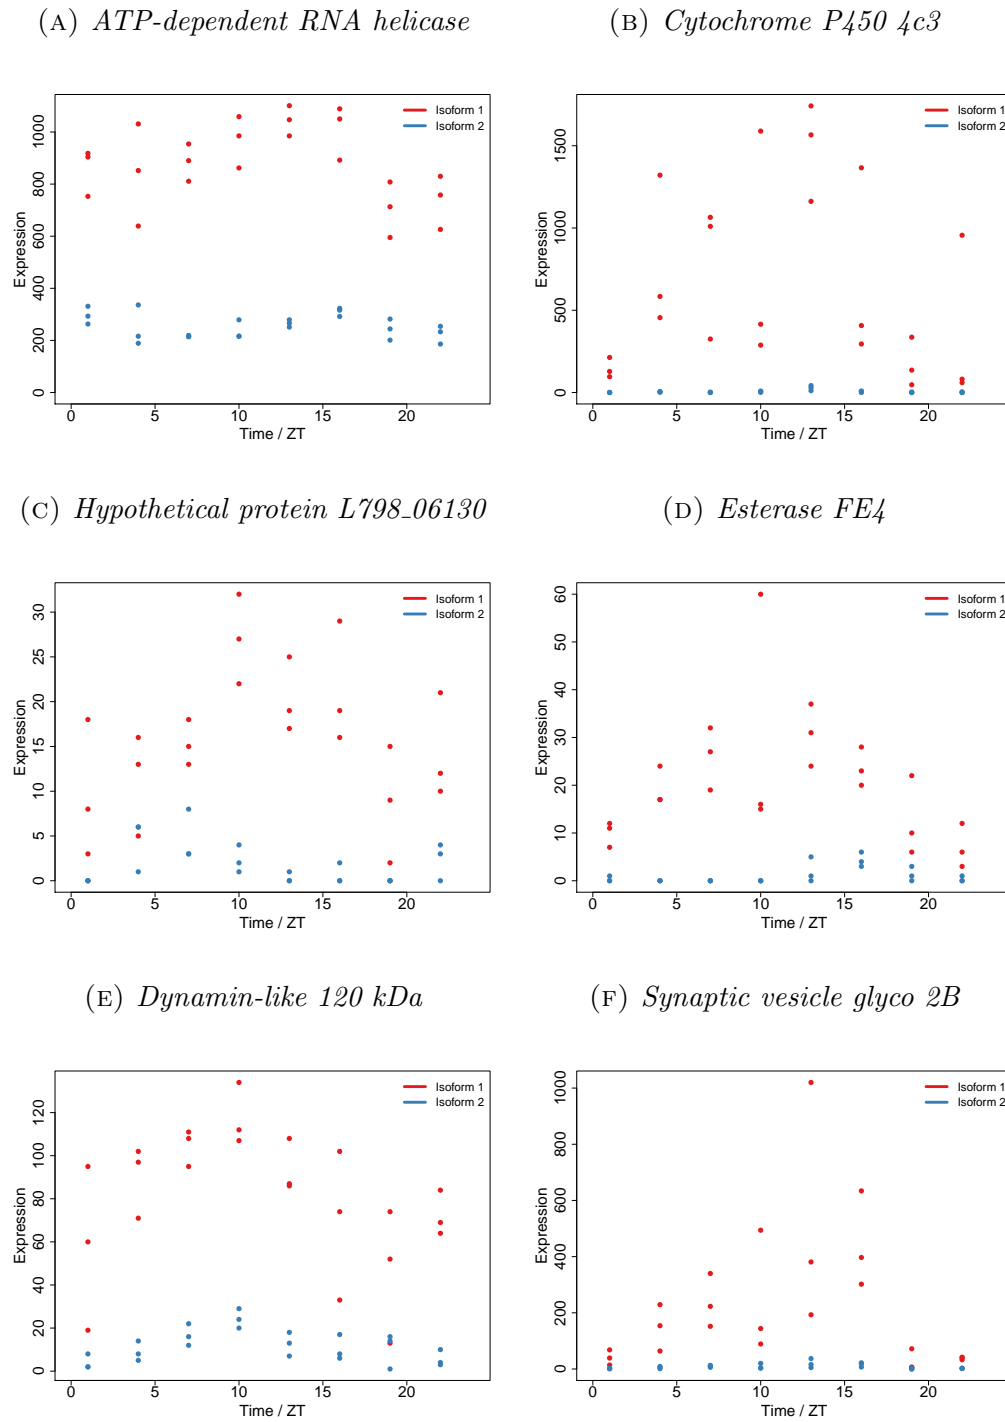 (A) ATP-dependent RNA helicase
(B) Cytochrome P450 4c3
Expression
0 200 400 600 800 1000
Isoform 1
Isoform 2
0 5 10 15 20
Time / ZT
Expression
0 500 1000 1500
Isoform 1
Isoform 2
0 5 10 15 20
Time / ZT
(C) Hypothetical protein L798_06130
(D) Esterase FE4
Expression
0 5 10 15 20 25 30
Isoform 1
Isoform 2
0 5 10 15 20
Time / ZT
Expression
0 10 20 30 40 50 60
Isoform 1
Isoform 2
0 5 10 15 20
Time / ZT
(E) Dynamin-like 120 kDa
(F) Synaptic vesicle glyco 2B
Expression
0 20 40 60 80 100 120
Isoform 1
Isoform 2
0 5 10 15 20
Time / ZT
Expression
0 200 400 600 800 1000
Isoform 1
Isoform 2
0 5 10 15 20
Time / ZT